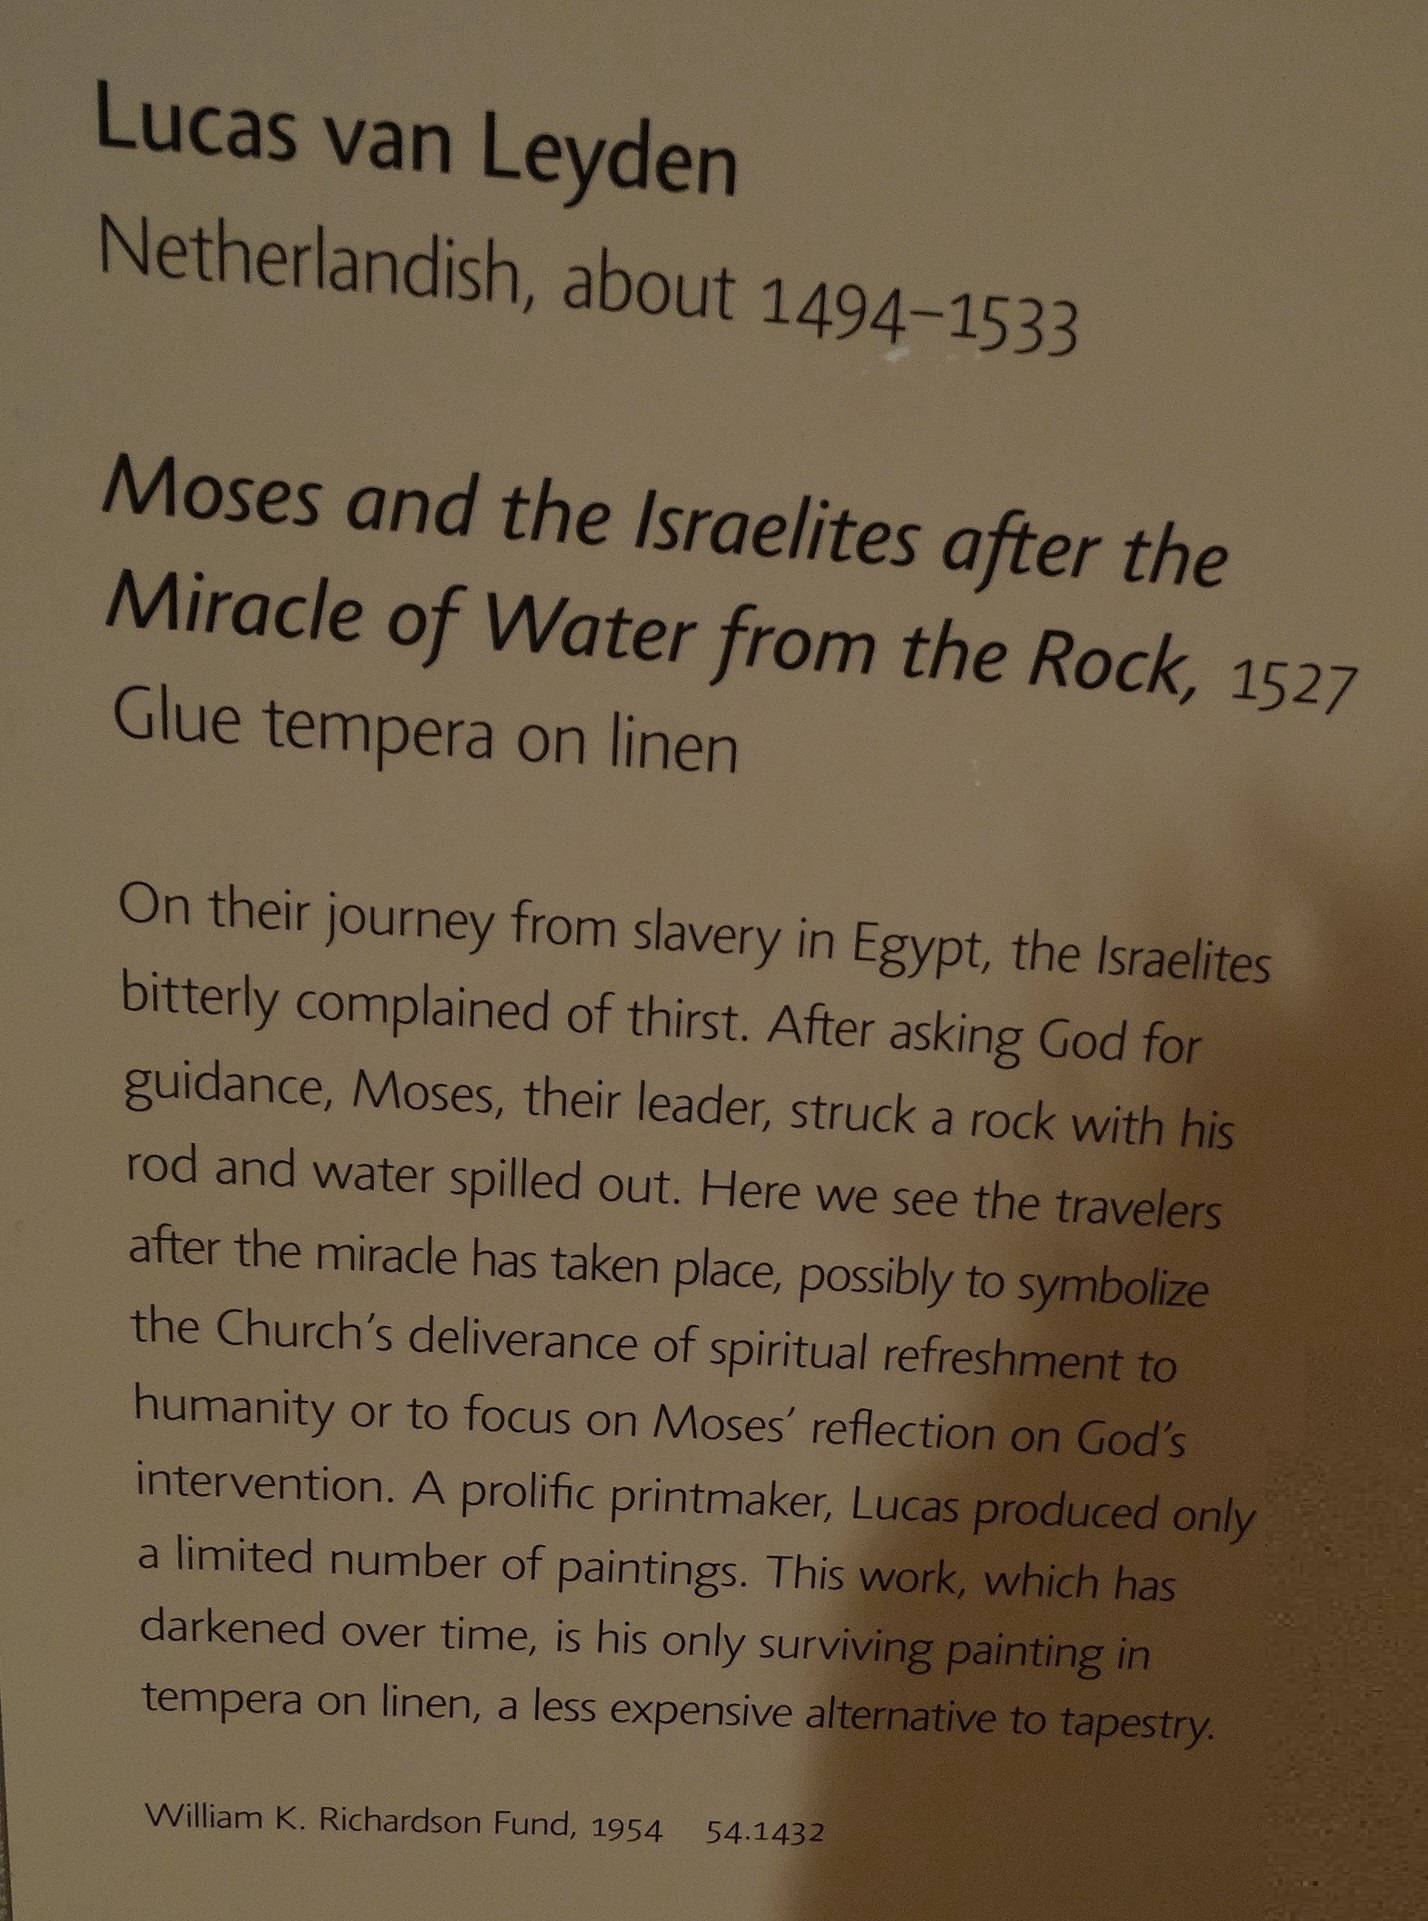 Lucas van Leyden
Netherlandish, about 1494–1533
Moses and the Israelites after the
Miracle of Water from the Rock, 1527
Glue tempera on linen
On their journey from slavery in Egypt, the Israelites
bitterly complained of thirst. After asking God for
guidance, Moses, their leader, struck a rock with his
rod and water spilled out. Here we see the travelers
after the miracle has taken place, possibly to symbolize
the Church’s deliverance of spiritual refreshment to
humanity or to focus on Moses’ reflection on God’s
intervention. A prolific printmaker, Lucas produced only
a limited number of paintings. This work, which has
darkened over time, is his only surviving painting in
tempera on linen, a less expensive alternative to tapestry.
William K. Richardson Fund, 1954 54.1432